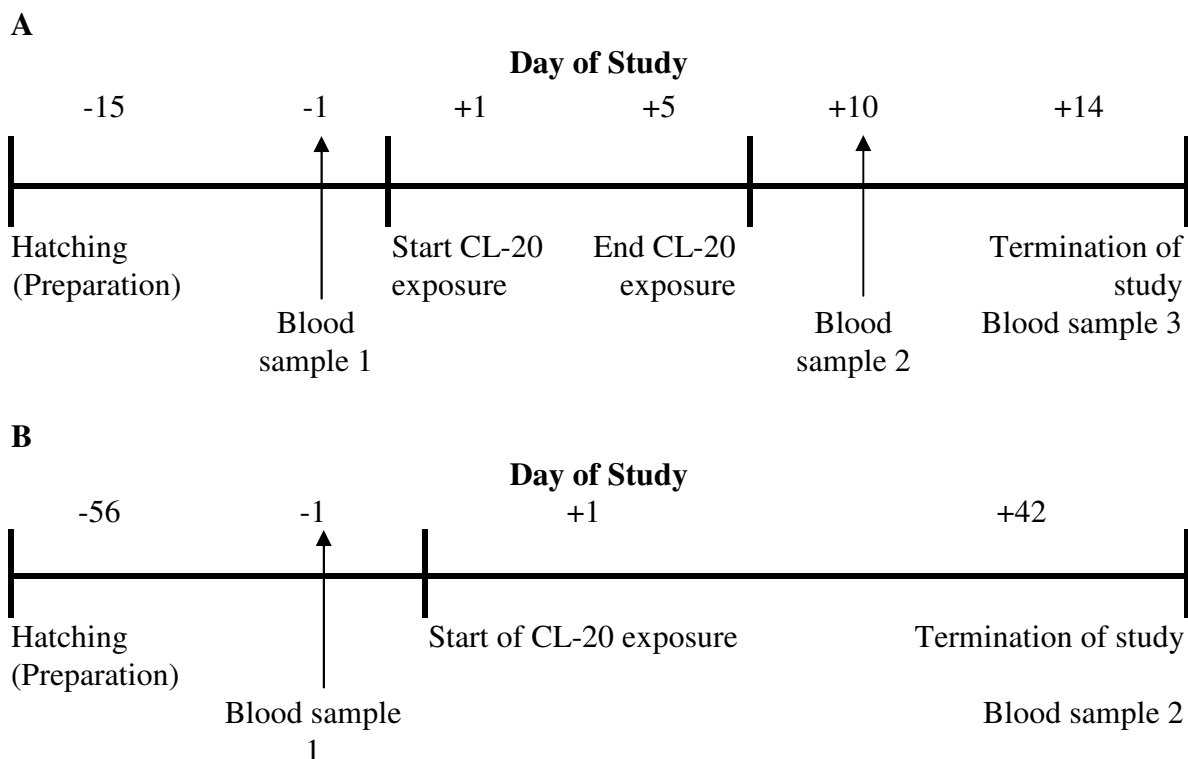 A
Day of Study
-15 -1 +1 +5 +10 +14
Hatching Start CL-20 End CL-20 Termination of
(Preparation) exposure exposure study
Blood Blood Blood sample 3
sample 1 sample 2
B
Day of Study
-56 -1 +1 +42
Hatching Start of CL-20 exposure Termination of study
(Preparation)
Blood sample Blood sample 2
1